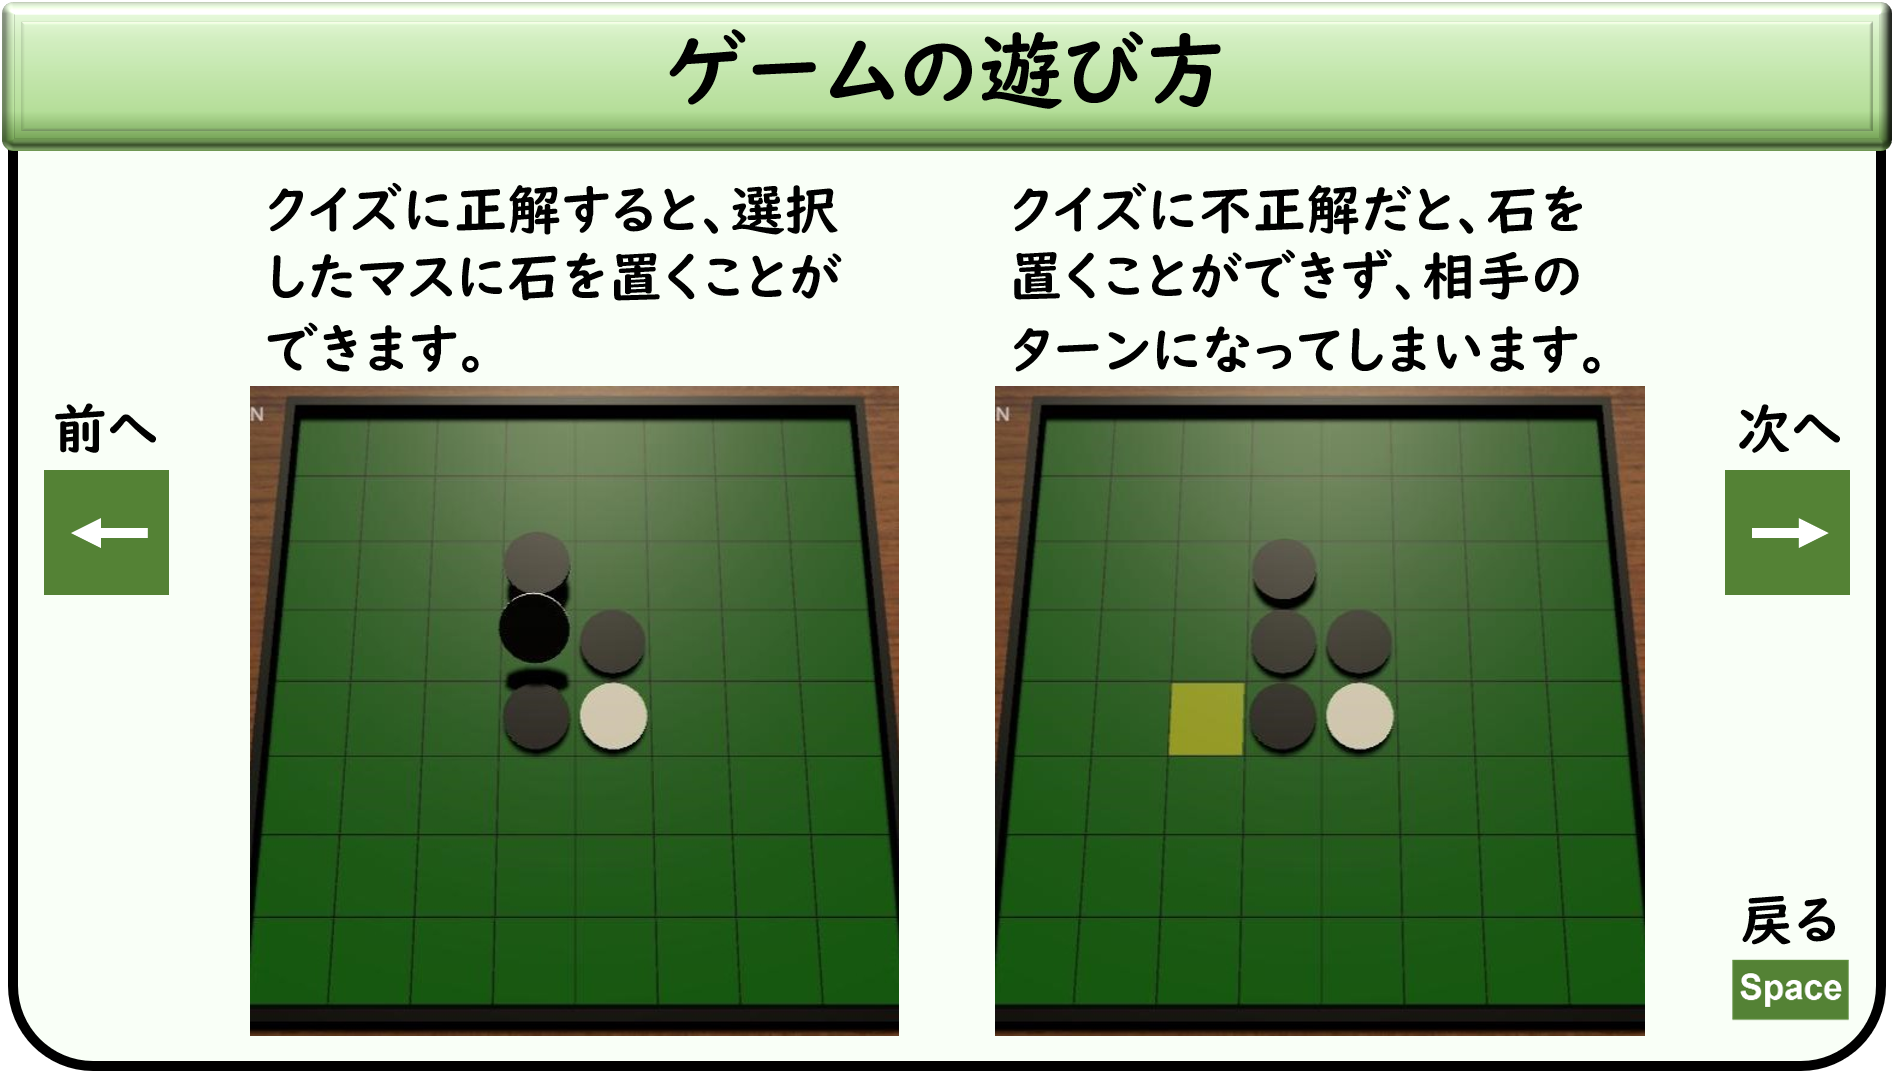 ゲームの遊び方
クイズに正解すると、選択
したマスに石を置くことが
できます。
クイズに不正解だと、石を
置くことができず、相手の
ターンになってしまいます。
前へ
次へ
N
N
戻る
Space